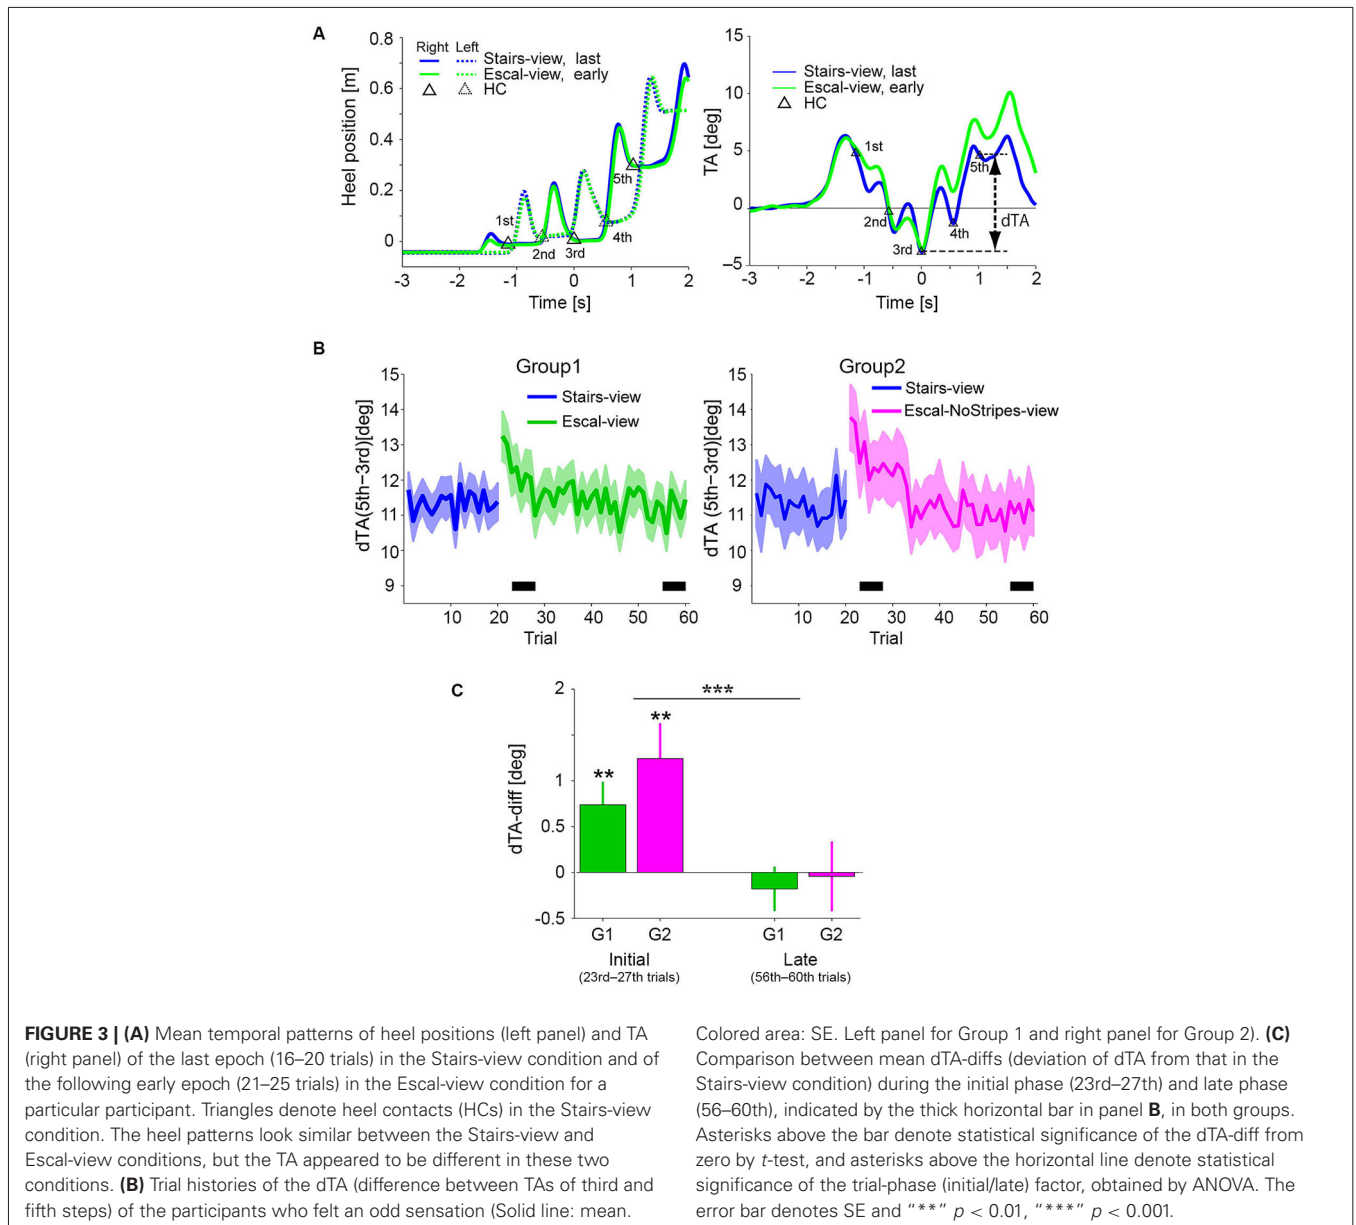 A
Right Left
Stairs-view, last
Escal-view, early
HC
0.8
0.6
0.4
0.2
0
Heel position [m]
1st
2nd
3rd
4th
5th
-3 -2 -1 0 1 2
Time [s]
15
10
5
0
–5
TA [deg]
Stairs-view, last
Escal-view, early
HC
1st
2nd
3rd
4th
5th
dTA
-3 -2 -1 0 1 2
Time [s]
B
Group1
Stairs-view
Escal-view
15
14
13
12
11
10
9
dTA(5th−3rd)[deg]
10 20 30 40 50 60
Trial
Group2
Stairs-view
Escal-NoStripes-view
15
14
13
12
11
10
9
dTA (5th−3rd)[deg]
10 20 30 40 50 60
Trial
C
2
1
0.5
0
-0.5
dTA-diff [deg]
***
**
**
G1 G2 G1 G2
Initial Late
(23rd–27th trials) (56th–60th trials)
FIGURE 3 | (A) Mean temporal patterns of heel positions (left panel) and TA
(right panel) of the last epoch (16–20 trials) in the Stairs-view condition and of
the following early epoch (21–25 trials) in the Escal-view condition for a
particular participant. Triangles denote heel contacts (HCs) in the Stairs-view
condition. The heel patterns look similar between the Stairs-view and
Escal-view conditions, but the TA appeared to be different in these two
conditions. (B) Trial histories of the dTA (difference between TAs of third and
fifth steps) of the participants who felt an odd sensation (Solid line: mean.
Colored area: SE. Left panel for Group 1 and right panel for Group 2). (C)
Comparison between mean dTA-diffs (deviation of dTA from that in the
Stairs-view condition) during the initial phase (23rd–27th) and late phase
(56–60th), indicated by the thick horizontal bar in panel B, in both groups.
Asterisks above the bar denote statistical significance of the dTA-diff from
zero by t-test, and asterisks above the horizontal line denote statistical
significance of the trial-phase (initial/late) factor, obtained by ANOVA. The
error bar denotes SE and "**" p < 0.01, "***" p < 0.001.